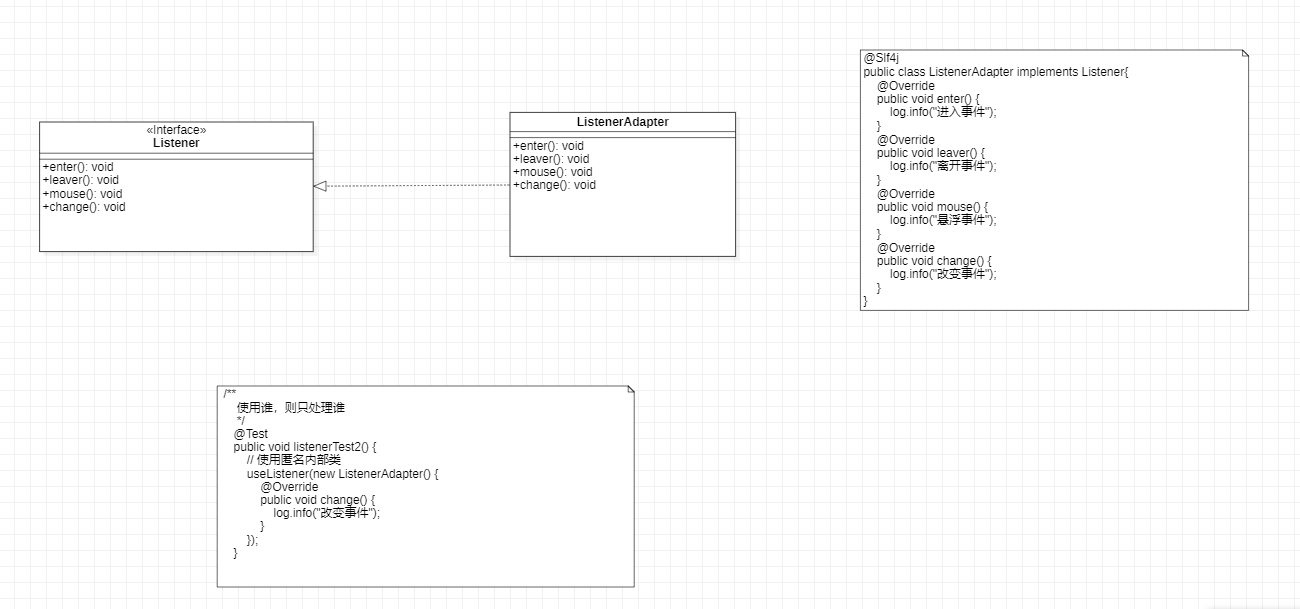 «Interface»
Listener
+enter(): void
+leaver(): void
+mouse(): void
+change(): void
ListenerAdapter
+enter(): void
+leaver(): void
+mouse(): void
+change(): void
@Slf4j
public class ListenerAdapter implements Listener{
    @Override
    public void enter() {
        log.info("进入事件");
    }
    @Override
    public void leaver() {
        log.info("离开事件");
    }
    @Override
    public void mouse() {
        log.info("悬浮事件");
    }
    @Override
    public void change() {
        log.info("改变事件");
    }
}
/**
    使用谁，则只处理谁
    */
   @Test
   public void listenerTest2() {
       // 使用匿名内部类
       useListener(new ListenerAdapter() {
           @Override
           public void change() {
               log.info("改变事件");
           }
       });
   }